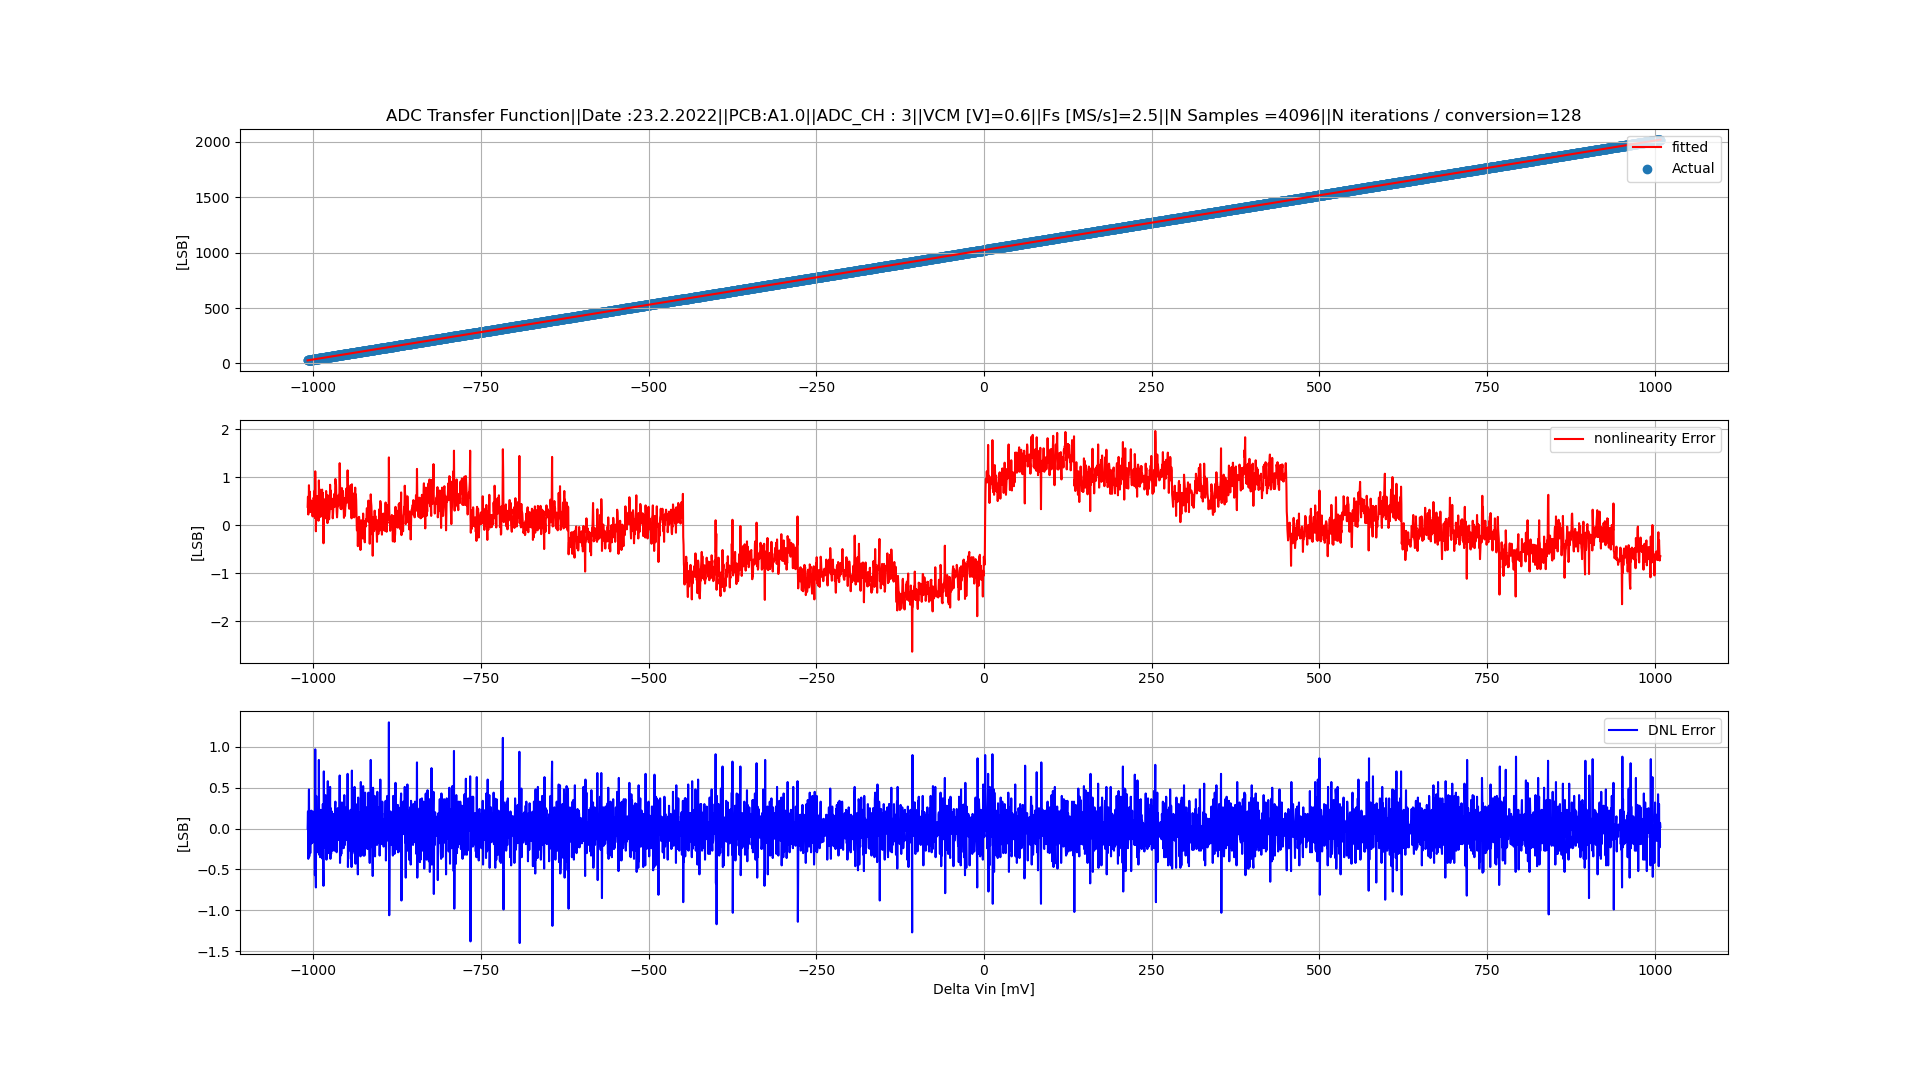 ADC Transfer Function||Date :23.2.2022||PCB:A1.0||ADC_CH : 3||VCM [V]=0.6||Fs [MS/s]=2.5||N Samples =4096||N iterations / conversion=128
2000
1500
1000
500
0
[LSB]
fitted
Actual
−1000 −750 −500 −250 0 250 500 750 1000
2
1
0
−1
−2
[LSB]
nonlinearity Error
−1000 −750 −500 −250 0 250 500 750 1000
1.0
0.5
0.0
−0.5
−1.0
−1.5
[LSB]
DNL Error
−1000 −750 −500 −250 0 250 500 750 1000
Delta Vin [mV]